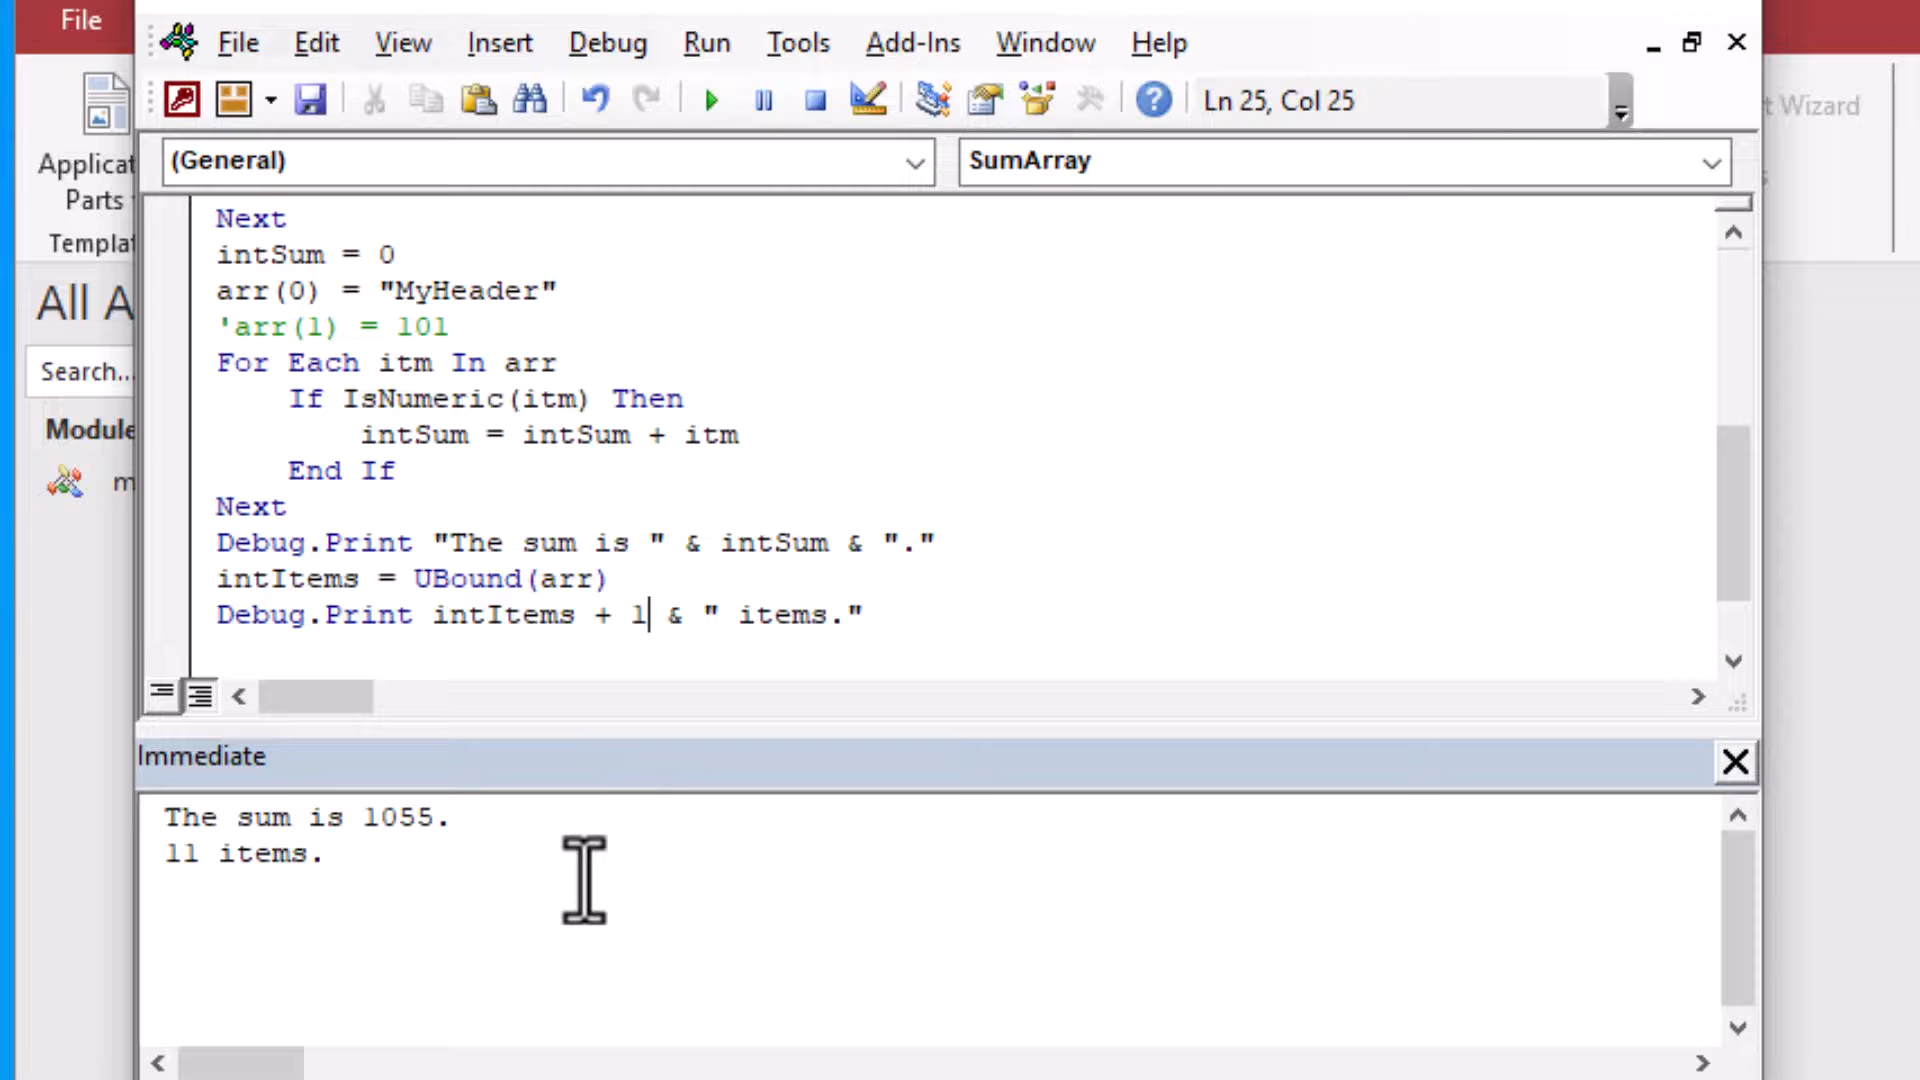 File
File Edit View Insert Debug Run Tools Add-Ins Window Help
Ln 25, Col 25
t Wizard
Applicat
Parts
Templat
(General)
SumArray
All A
Search...
Module
m
Next
intSum = 0
arr(0) = "MyHeader"
'arr(1) = 101
For Each itm In arr
If IsNumeric(itm) Then
intSum = intSum + itm
End If
Next
Debug.Print "The sum is " & intSum & "."
intItems = UBound(arr)
Debug.Print intItems + 1 & " items."
Immediate
The sum is 1055.
11 items.